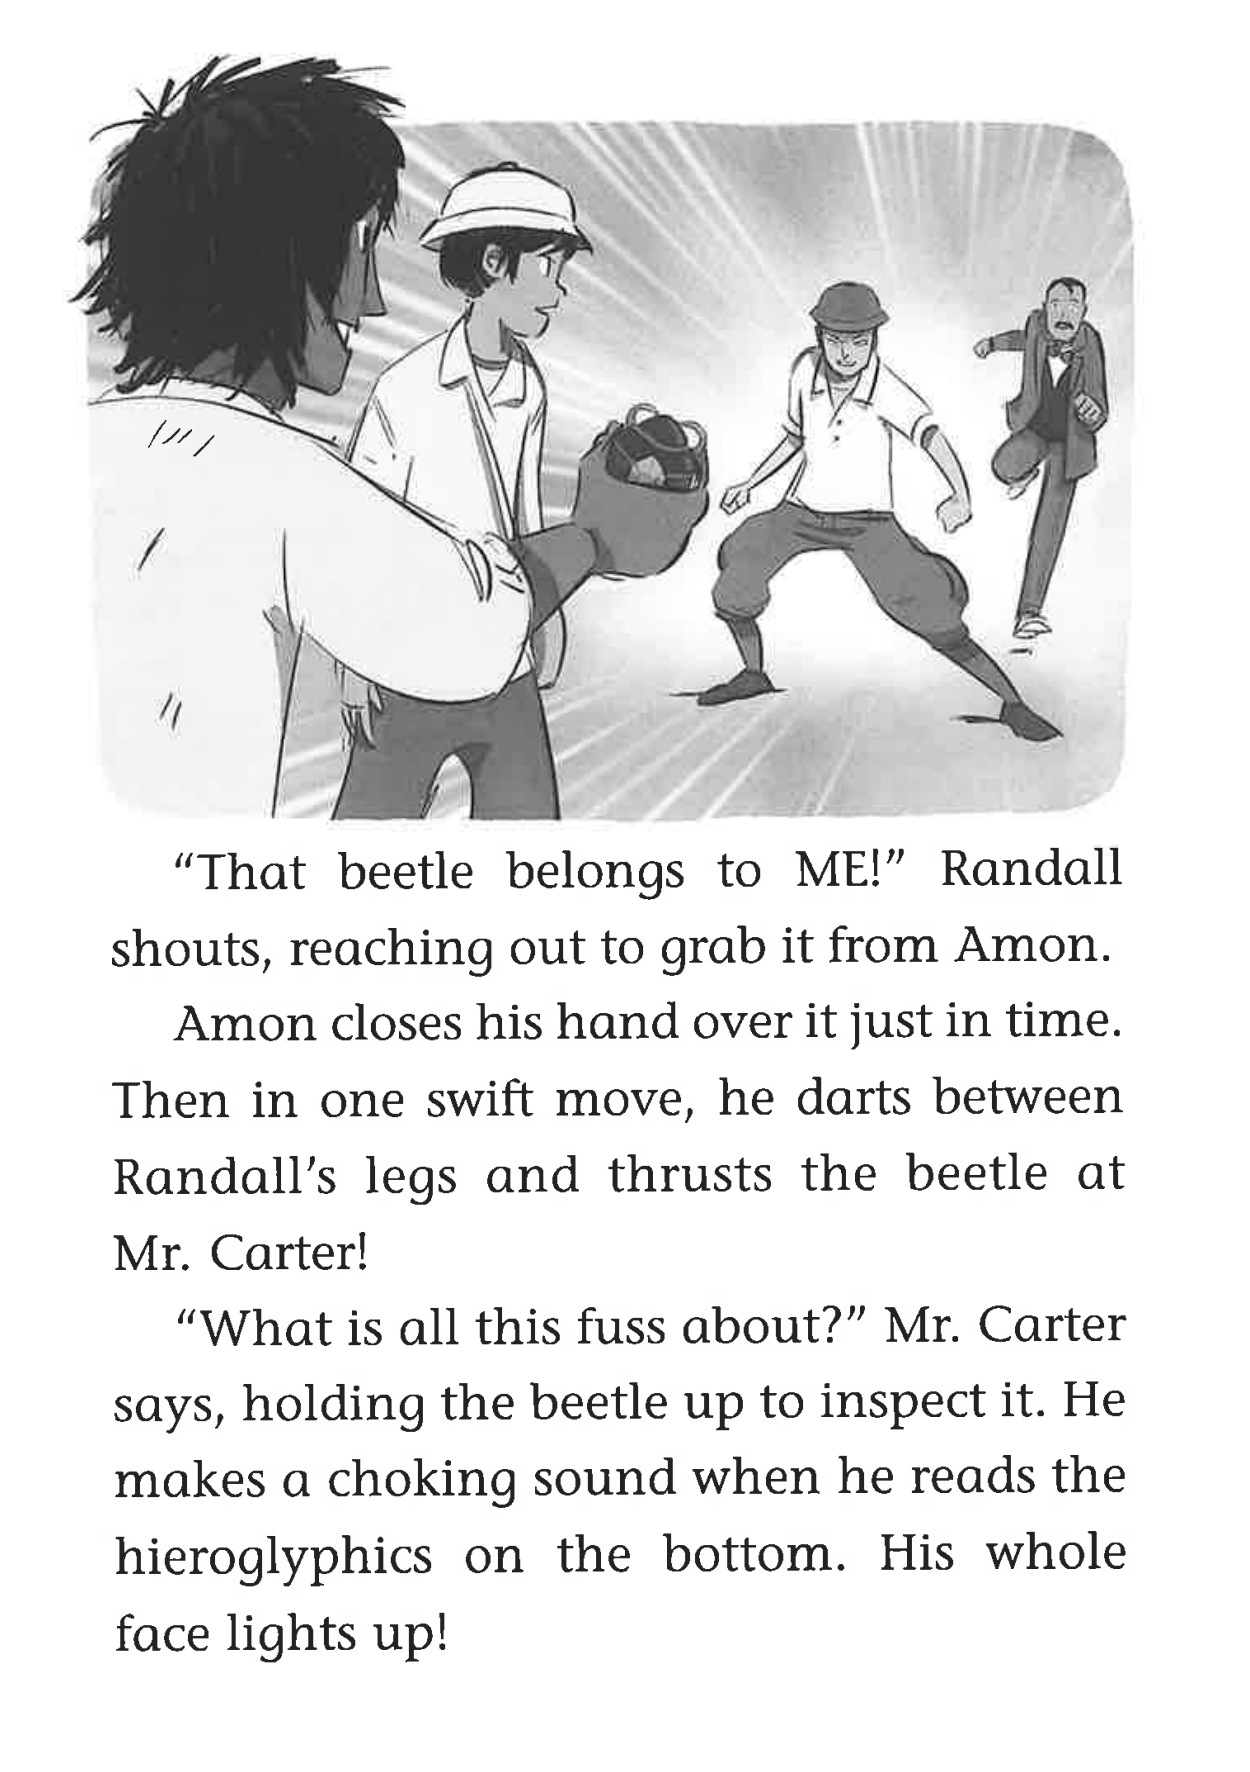 “That beetle belongs to ME!” Randall
shouts, reaching out to grab it from Amon.
Amon closes his hand over it just in time.
Then in one swift move, he darts between
Randall’s legs and thrusts the beetle at
Mr. Carter!
“What is all this fuss about?” Mr. Carter
says, holding the beetle up to inspect it. He
makes a choking sound when he reads the
hieroglyphics on the bottom. His whole
face lights up!